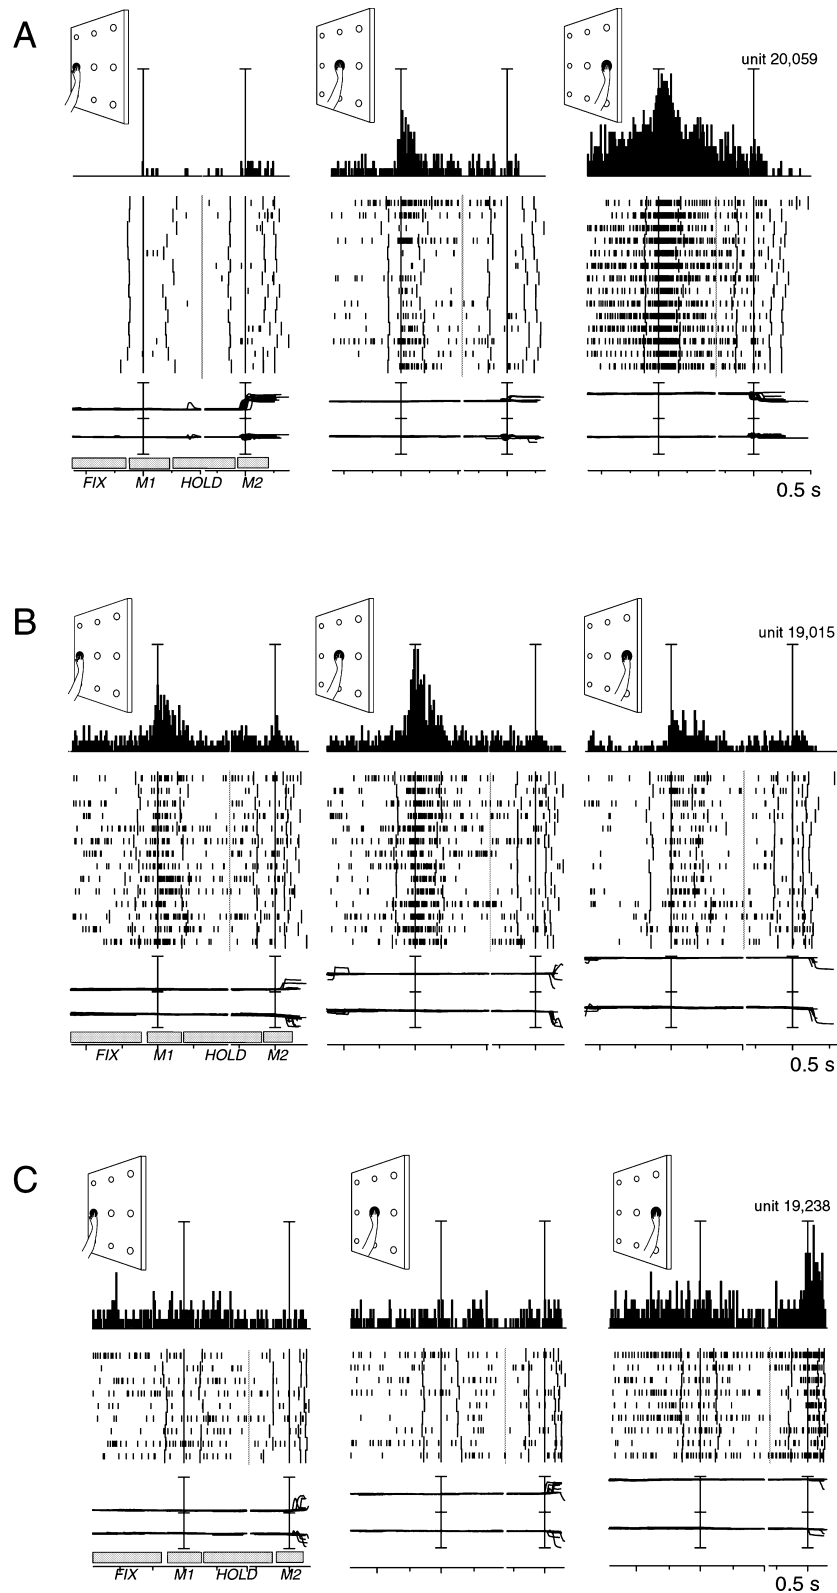 A
unit 20,059
FIX M1 HOLD M2
0.5 s
B
unit 19,015
FIX M1 HOLD M2
0.5 s
C
unit 19,238
FIX M1 HOLD M2
0.5 s